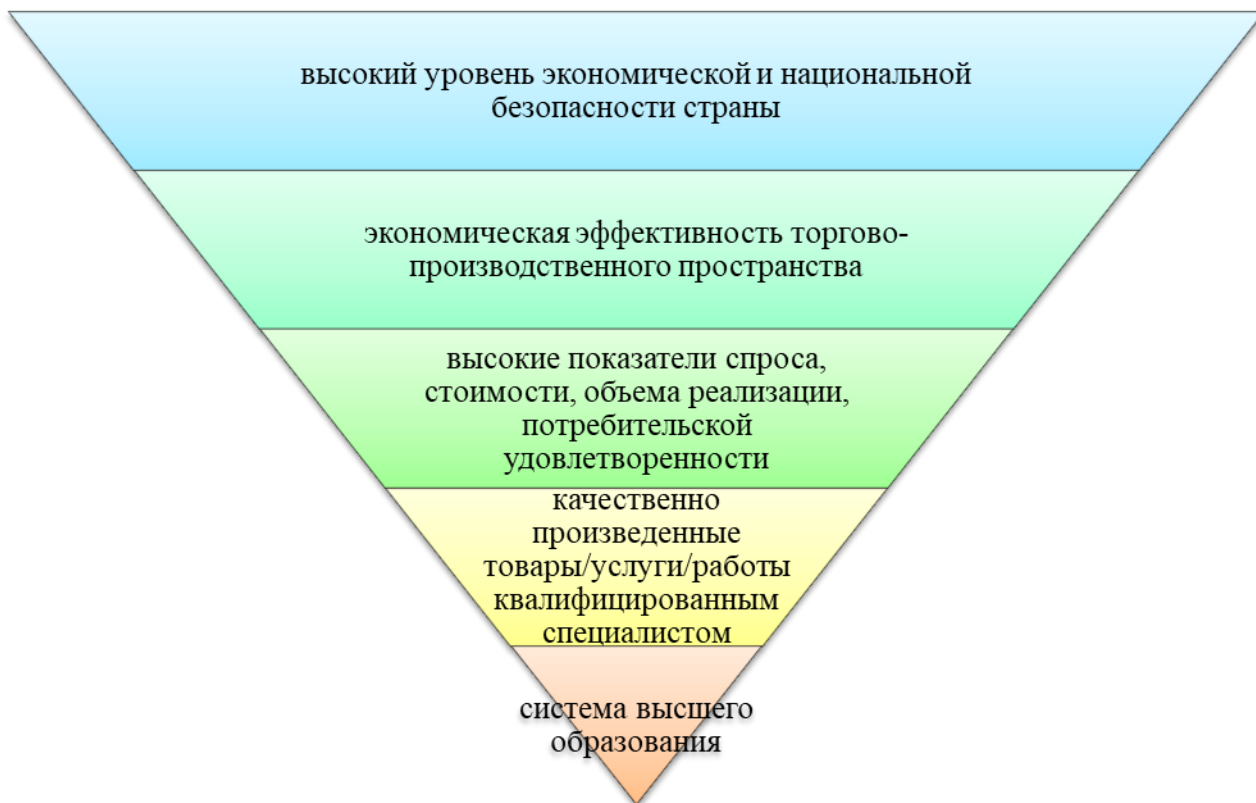 высокий уровень экономической и национальной
безопасности страны
экономическая эффективность торгово-
производственного пространства
высокие показатели спроса,
стоимости, объема реализации,
потребительской
удовлетворенности
качественно
произведенные
товары/услуги/работы
квалифицированным
специалистом
система высшего
образования